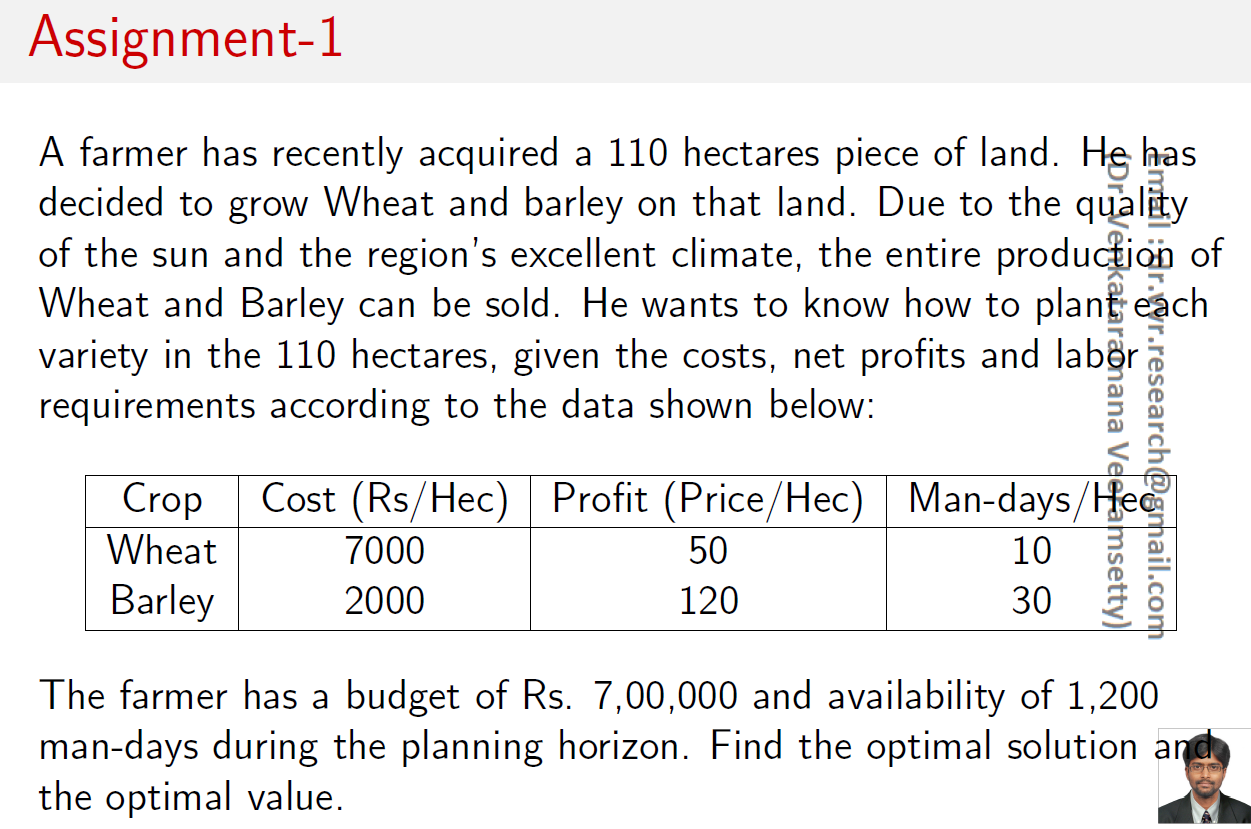 Assignment-1
A farmer has recently acquired a 110 hectares piece of land. He has
decided to grow Wheat and barley on that land. Due to the quality
of the sun and the region's excellent climate, the entire production of
Wheat and Barley can be sold. He wants to know how to plant each
variety in the 110 hectares, given the costs, net profits and labor
requirements according to the data shown below:
Crop Cost (Rs/Hec) Profit (Price/Hec) Man-days/Hec
Wheat 7000 50 10
Barley 2000 120 30
The farmer has a budget of Rs. 7,00,000 and availability of 1,200
man-days during the planning horizon. Find the optimal solution and
the optimal value.
Email :dr.vvr.research@gmail.com
(Dr Venkataramana Veeramsetty)